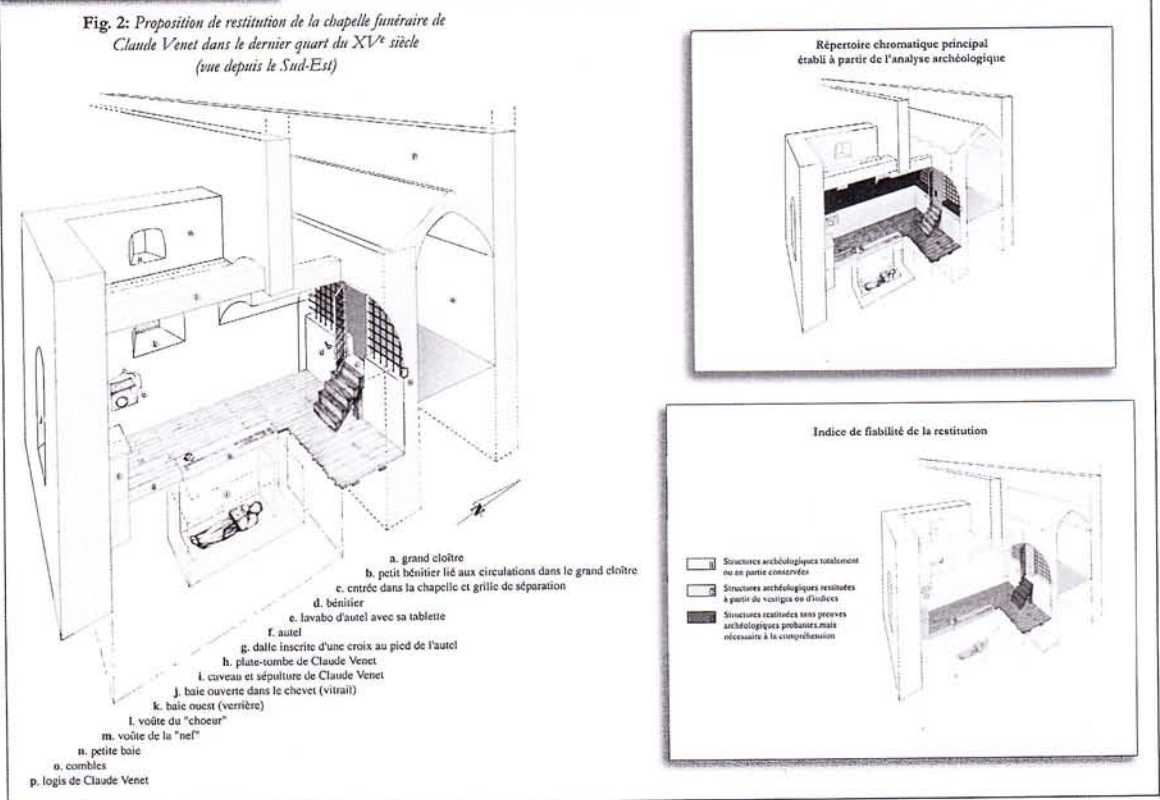 Fig. 2: Proposition de restitution de la chapelle funéraire de
Claude Venet dans le dernier quart du XVe siècle
(vue depuis le Sud-Est)
a. grand cloître
b. petit bénitier lié aux circulations dans le grand cloître
c. entrée dans la chapelle et grille de séparation
d. bénitier
e. lavabo d'autel avec sa tablette
f. autel
g. dalle inscrite d'une croix au pied de l'autel
h. plate-tombe de Claude Venet
i. caveau et sépulture de Claude Venet
j. baie ouverte dans le chevet (vitrail)
k. baie ouest (verrière)
l. voûte du "choeur"
m. voûte de la "nef"
n. petite baie
o. combles
p. logis de Claude Venet
Répertoire chromatique principal
établi à partir de l'analyse archéologique
Indice de fiabilité de la restitution
Structures archéologiques totalement
ou en partie conservées
Structures archéologiques restituées
à partir de vestiges ou d'indices
Structures restituées sans preuves
archéologiques probantes, mais
nécessaire à la compréhension